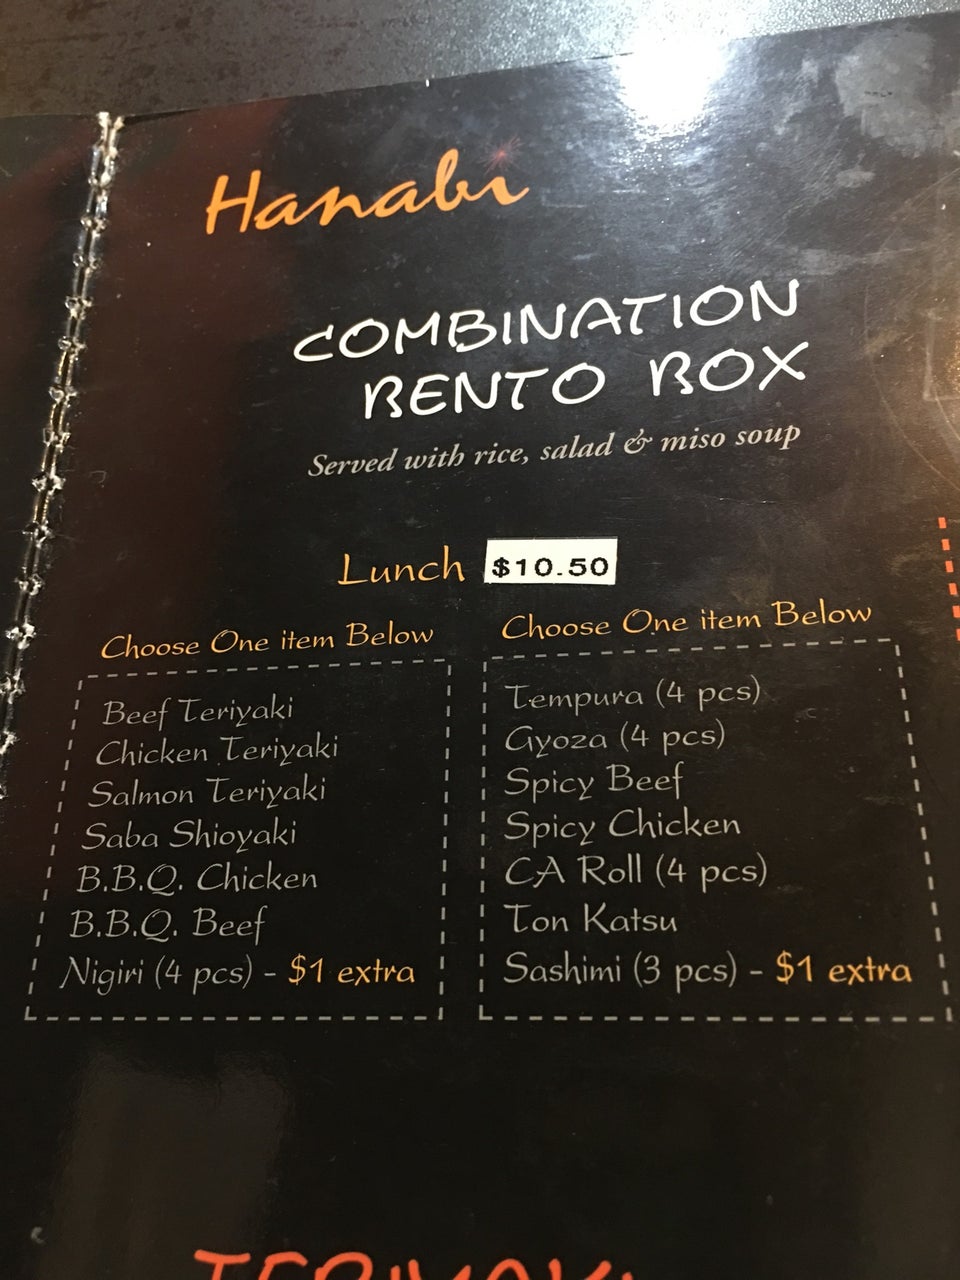 Hanabi
COMBINATION
BENTO BOX
Served with rice, salad & miso soup
Lunch $10.50
Choose One item Below
Beef Teriyaki
Chicken Teriyaki
Salmon Teriyaki
Saba Shioyaki
B.B.Q. Chicken
B.B.Q. Beef
Nigiri (4 pcs) - $1 extra
Choose One item Below
Tempura (4 pcs)
Gyoza (4 pcs)
Spicy Beef
Spicy Chicken
CA Roll (4 pcs)
Ton Katsu
Sashimi (3 pcs) - $1 extra
TERIYAKI